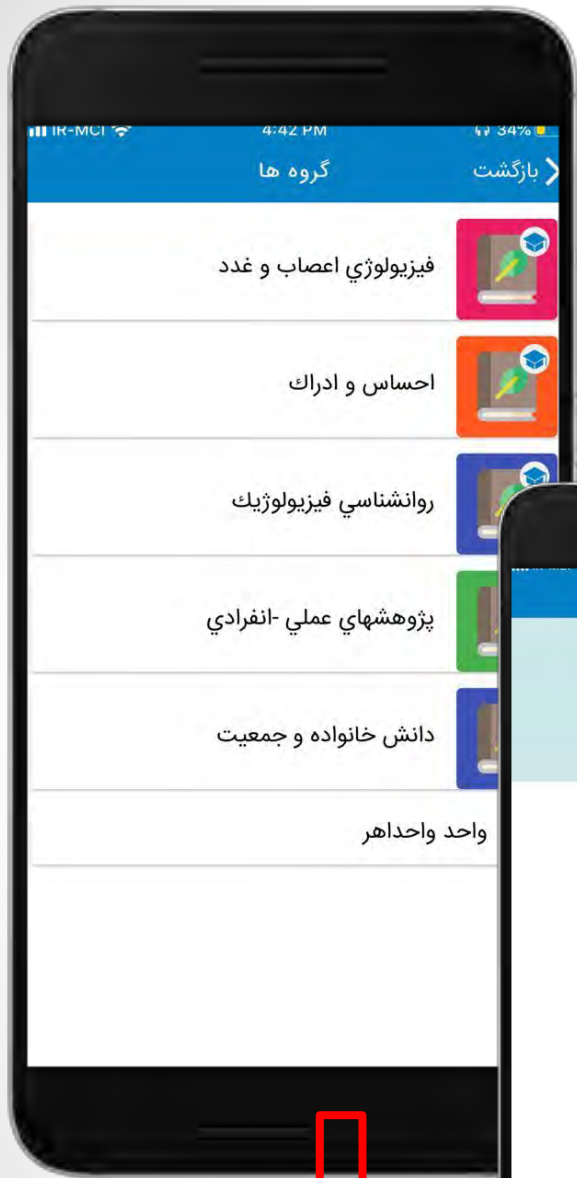 IR-MCI 4:42 PM 34%
بازگشت گروه ها
فيزيولوژي اعصاب و غدد
احساس و ادراك
روانشناسي فيزيولوژيك
پژوهشهاي عملي -انفرادي
دانش خانواده و جمعيت
واحد واحداهر